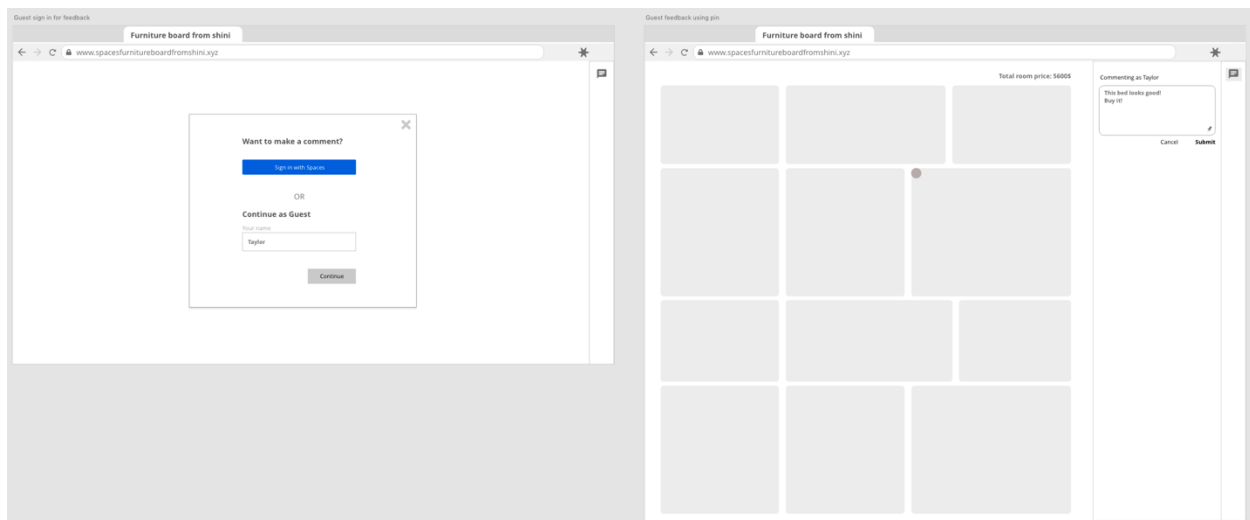 Guest sign in for feedback
Furniture board from shini
www.spacesfurnitureboardfromshini.xyz
Want to make a comment?
Sign in with Spaces
OR
Continue as Guest
Your name
Taylor
Continue
Guest feedback using pin
Furniture board from shini
www.spacesfurnitureboardfromshini.xyz
Total room price: 5600$
Commenting as Taylor
This bed looks good!
Buy it!
Cancel Submit